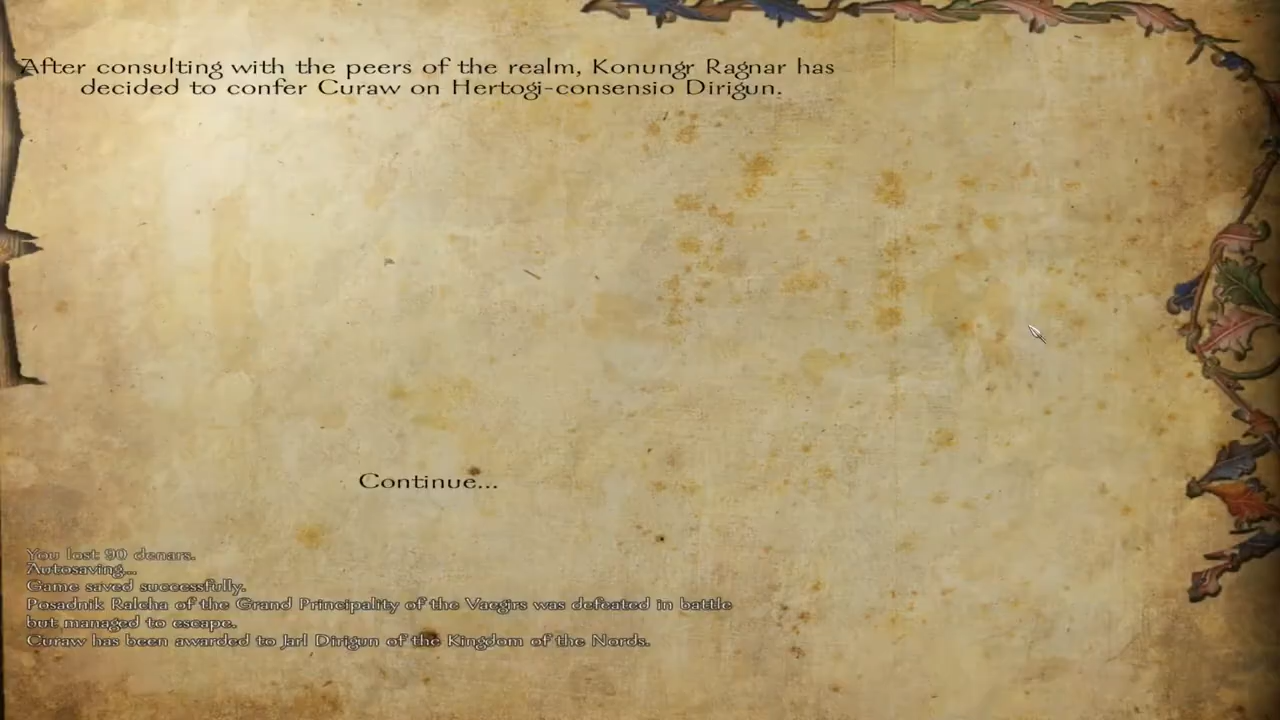 After consulting with the peers of the realm, Konungr Ragnar has
decided to confer Curaw on Hertogi-consensio Dirigun.
Continue...
You lost 90 denars.
Autosaving...
Game saved successfully.
Posadnik Ralcha of the Grand Principality of the Vaegirs was defeated in battle
but managed to escape.
Curaw has been awarded to Jarl Dirigun of the Kingdom of the Nords.